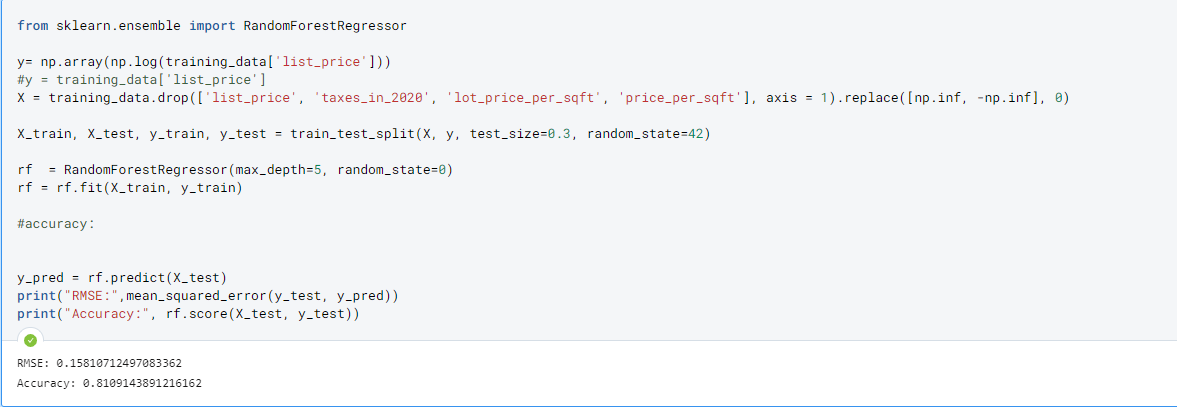 from sklearn.ensemble import RandomForestRegressor
y= np.array(np.log(training_data['list_price']))
#y = training_data['list_price']
X = training_data.drop(['list_price', 'taxes_in_2020', 'lot_price_per_sqft', 'price_per_sqft'], axis = 1).replace([np.inf, -np.inf], 0)
X_train, X_test, y_train, y_test = train_test_split(X, y, test_size=0.3, random_state=42)
rf  = RandomForestRegressor(max_depth=5, random_state=0)
rf = rf.fit(X_train, y_train)
#accuracy:
y_pred = rf.predict(X_test)
print("RMSE:",mean_squared_error(y_test, y_pred))
print("Accuracy:", rf.score(X_test, y_test))
RMSE: 0.15810712497083362
Accuracy: 0.8109143891216162